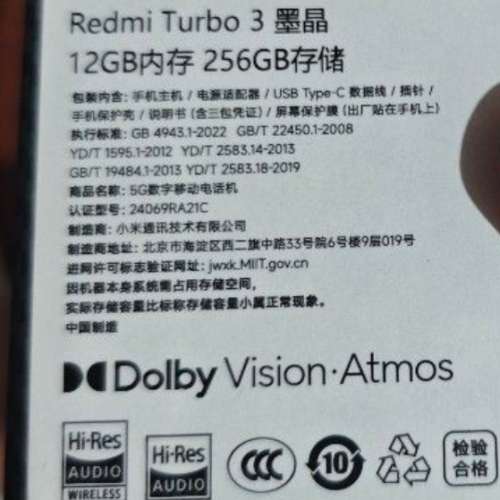 Redmi Turbo 3 墨晶
12GB内存 256GB存储
包装内含: 手机主机 / 电源适配器 / USB Type-C 数据线 / 插针 /
手机保护壳 / 说明书 (含三包凭证) / 屏幕保护膜 (出厂贴在手机上)
执行标准: GB 4943.1-2022 GB/T 22450.1-2008
YD/T 1595.1-2012 YD/T 2583.14-2013
GB/T 19484.1-2013 YD/T 2583.18-2019
商品名称: 5G数字移动电话机
认证型号: 24069RA21C
制造商: 小米通讯技术有限公司
制造商地址: 北京市海淀区西二旗中路33号院6号楼9层019号
进网许可标志验证网址: jwxk.MIIT.gov.cn
因机器本身系统需占用存储空间,
实际存储容量比标称存储容量小属正常现象。
中国制造
Dolby Vision·Atmos
Hi-Res AUDIO WIRELESS
Hi-Res AUDIO
CCC
10
检验合格